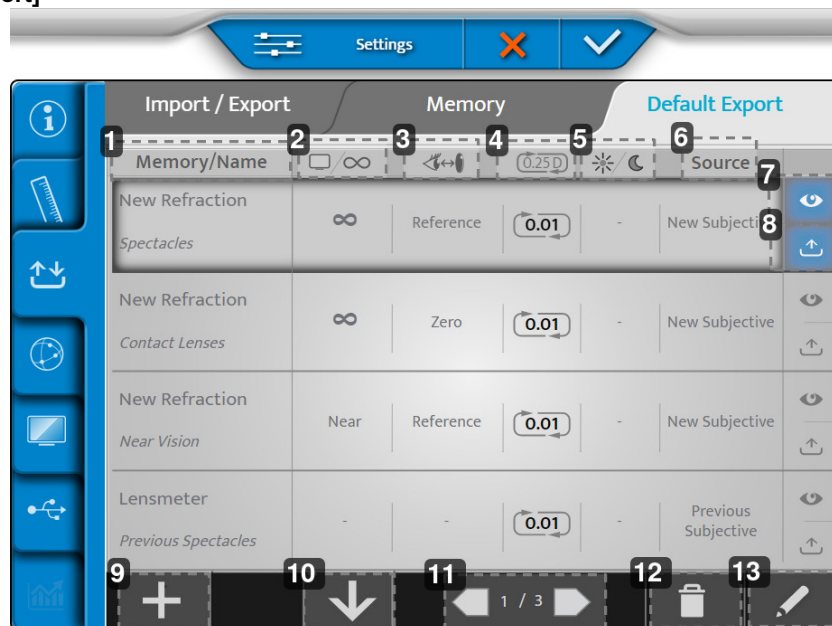 ort]
Settings
Import / Export Memory Default Export
1 2 3 4 5 6
Memory/Name /∞ 0.25 D / Source
7
New Refraction
Spectacles
∞ Reference 0.01 - New Subjecti
8
New Refraction
Contact Lenses
∞ Zero 0.01 - New Subjective
New Refraction
Near Vision
Near Reference 0.01 - New Subjective
Lensmeter
Previous Spectacles
- - 0.01 - Previous
Subjective
9 10 11 12 13
1 / 3